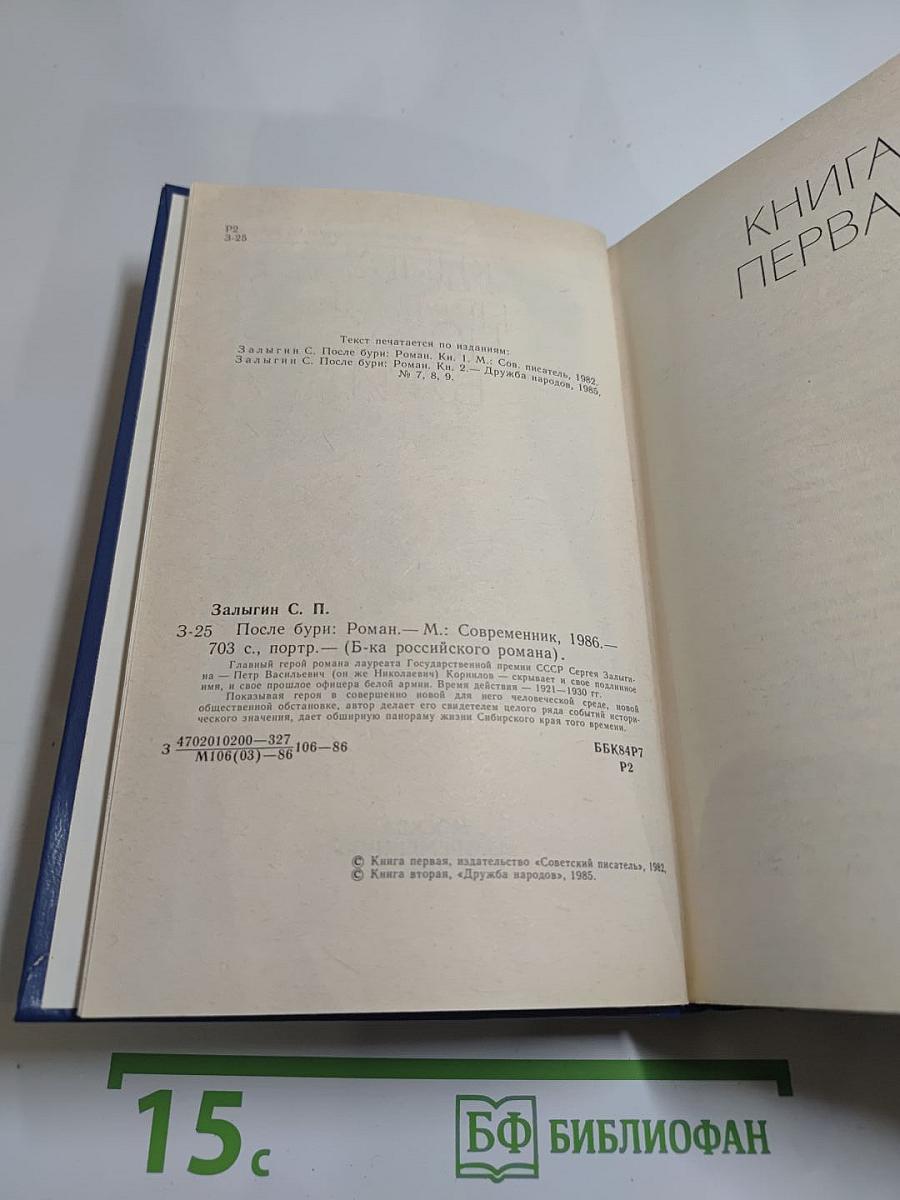 Р2
З-25
Текст печатается по изданиям:
Залыгин С. После бури: Роман. Кн. 1. М.: Сов. писатель, 1982.
Залыгин С. После бури: Роман. Кн. 2.— Дружба народов, 1985,
№ 7, 8, 9.
Залыгин С. П.
З-25 После бури: Роман.— М.: Современник, 1986.—
703 с., портр.— (Б-ка российского романа).
Главный герой романа лауреата Государственной премии СССР Сергея Залыги-
на — Петр Васильевич (он же Николаевич) Корнилов — скрывает и свое подлинное
имя, и свое прошлое офицера белой армии. Время действия — 1921—1930 гг.
Показывая героя в совершенно новой для него человеческой среде, новой
общественной обстановке, автор делает его свидетелем целого ряда событий истори-
ческого значения, дает обширную панораму жизни Сибирского края того времени.
З 4702010200—327 106—86
М106(03)—86
ББК84Р7
Р2
© Книга первая, издательство «Советский писатель», 1982,
© Книга вторая, «Дружба народов», 1985.
КНИГА
ПЕРВА
15 с
БФ БИБЛИОФАН